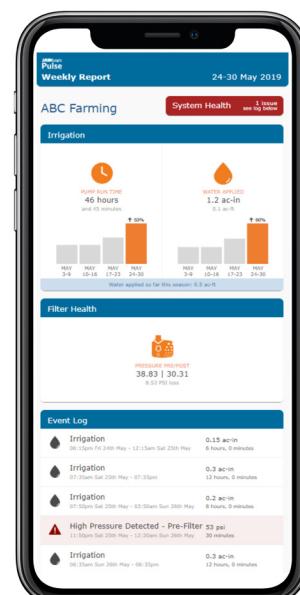 Pulse
Weekly Report
24-30 May 2019
ABC Farming
System Health
1 issue
see log below
Irrigation
PUMP RUN TIME
46 hours
and 45 minutes
WATER APPLIED
1.2 ac-in
0.1 ac-ft
↑ 53%
↑ 60%
MAY 3-9 MAY 10-16 MAY 17-23 MAY 24-30
MAY 3-9 MAY 10-16 MAY 17-23 MAY 24-30
Water applied so far this season: 0.5 ac-ft
Filter Health
PRESSURE PRE/POST
38.83 | 30.31
8.52 PSI loss
Event Log
Irrigation 0.15 ac-in
06:15pm Fri 24th May - 12:15am Sat 25th May 6 hours, 0 minutes
Irrigation 0.3 ac-in
07:35am Sat 25th May - 07:35pm 12 hours, 0 minutes
Irrigation 0.2 ac-in
07:50pm Sat 25th May - 03:50am Sun 26th May 8 hours, 0 minutes
High Pressure Detected - Pre-Filter 53 psi
11:50pm Sat 25th May - 12:20am Sun 26th May 30 minutes
Irrigation 0.3 ac-in
06:35am Sun 26th May - 06:35pm 12 hours, 0 minutes